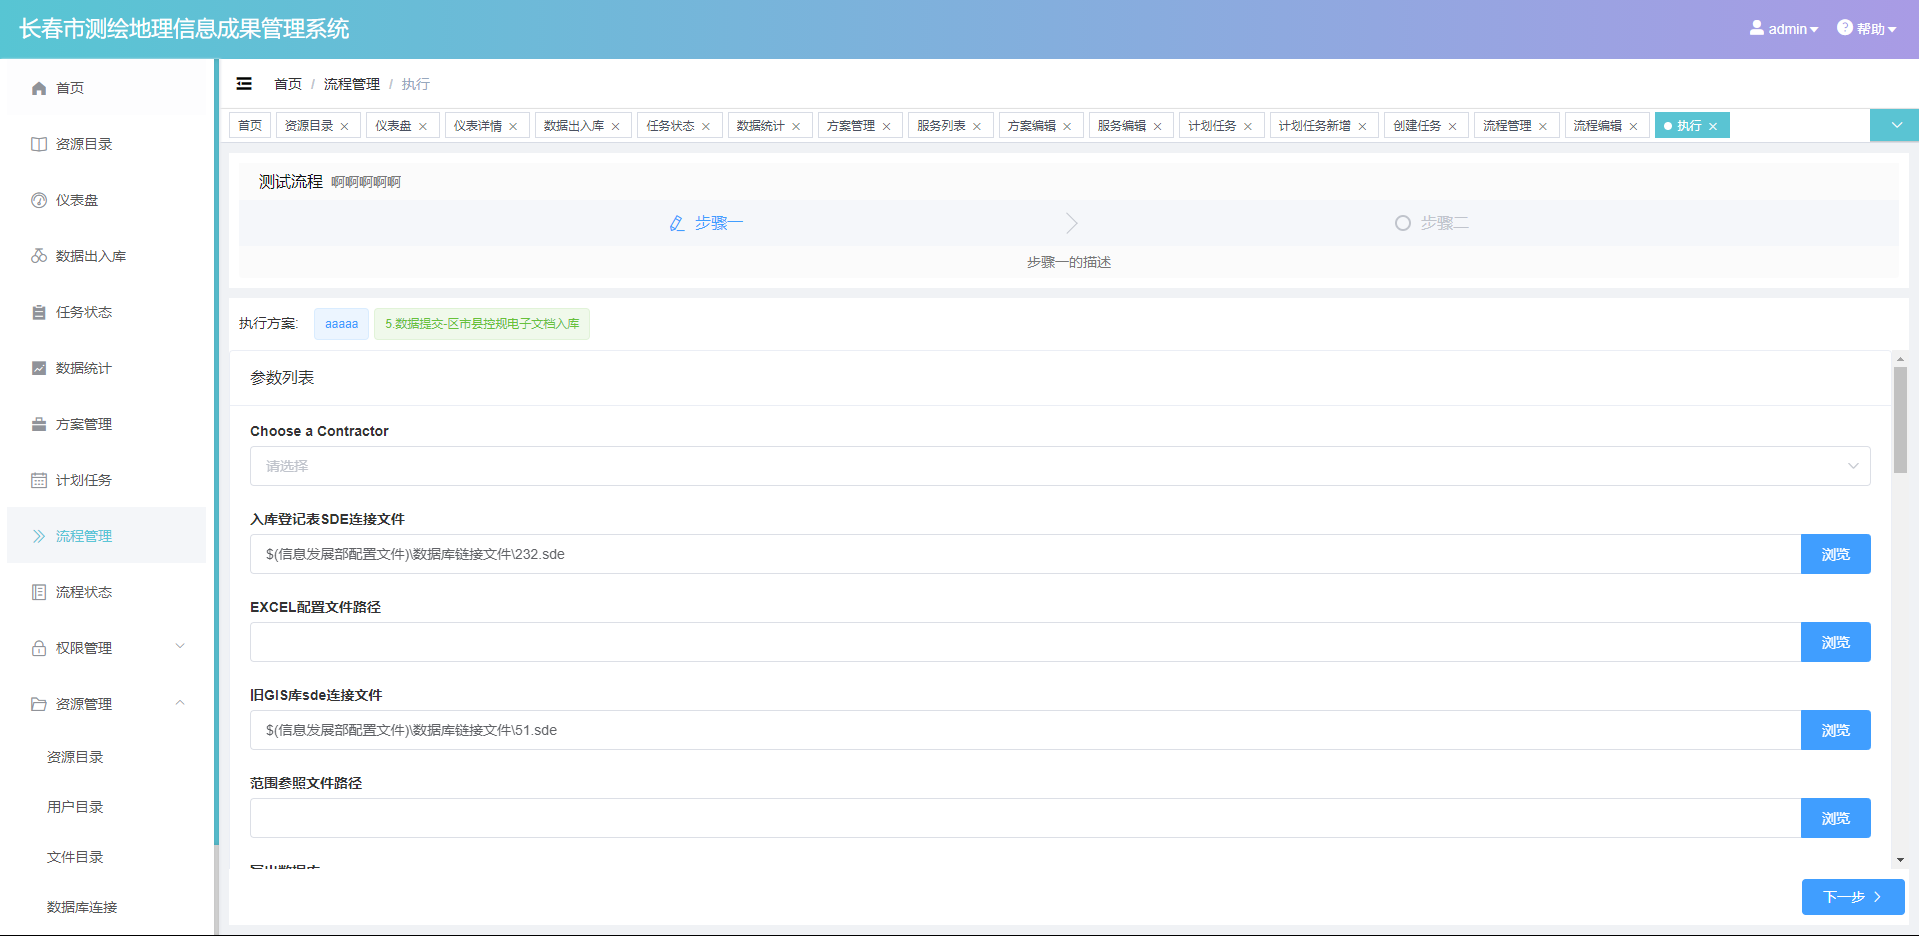 长春市测绘地理信息成果管理系统
admin
帮助
首页
资源目录
仪表盘
数据出入库
任务状态
数据统计
方案管理
计划任务
流程管理
流程状态
权限管理
资源管理
资源目录
用户目录
文件目录
数据库连接
首页 / 流程管理 / 执行
首页 资源目录 仪表盘 仪表详情 数据出入库 任务状态 数据统计 方案管理 服务列表 方案编辑 服务编辑 计划任务 计划任务新增 创建任务 流程管理 流程编辑 执行
测试流程 啊啊啊啊啊
步骤一
步骤二
步骤一的描述
执行方案: aaaaa 5.数据提交-区市县控规电子文档入库
参数列表
Choose a Contractor
请选择
入库登记表SDE连接文件
$(信息发展部配置文件)\数据库链接文件\232.sde 浏览
EXCEL配置文件路径
浏览
旧GIS库sde连接文件
$(信息发展部配置文件)\数据库链接文件\51.sde 浏览
范围参照文件路径
浏览
下一步